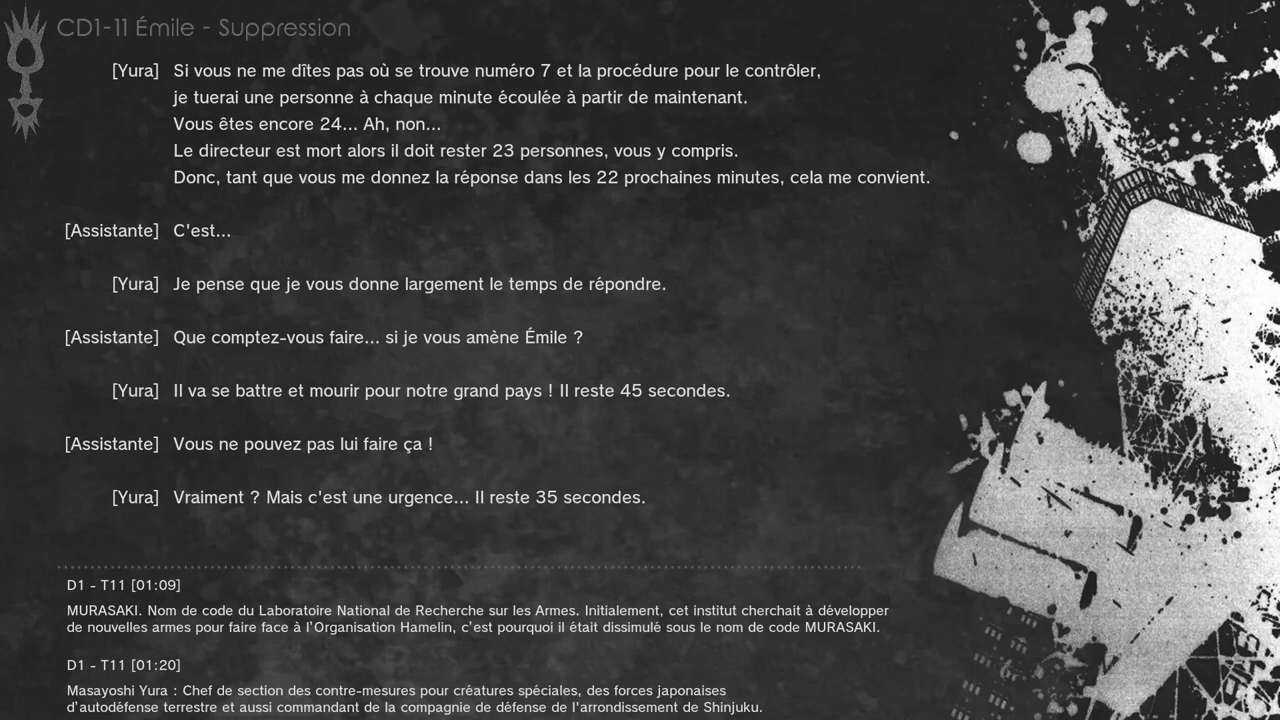 CD1-11 Émile - Suppression
[Yura] Si vous ne me dîtes pas où se trouve numéro 7 et la procédure pour le contrôler,
je tuerai une personne à chaque minute écoulée à partir de maintenant.
Vous êtes encore 24... Ah, non...
Le directeur est mort alors il doit rester 23 personnes, vous y compris.
Donc, tant que vous me donnez la réponse dans les 22 prochaines minutes, cela me convient.
[Assistante] C'est...
[Yura] Je pense que je vous donne largement le temps de répondre.
[Assistante] Que comptez-vous faire... si je vous amène Émile ?
[Yura] Il va se battre et mourir pour notre grand pays ! Il reste 45 secondes.
[Assistante] Vous ne pouvez pas lui faire ça !
[Yura] Vraiment ? Mais c'est une urgence... Il reste 35 secondes.
D1 - T11 [01:09]
MURASAKI. Nom de code du Laboratoire National de Recherche sur les Armes. Initialement, cet institut cherchait à développer
de nouvelles armes pour faire face à l'Organisation Hamelin, c'est pourquoi il était dissimulé sous le nom de code MURASAKI.
D1 - T11 [01:20]
Masayoshi Yura : Chef de section des contre-mesures pour créatures spéciales, des forces japonaises
d'autodéfense terrestre et aussi commandant de la compagnie de défense de l'arrondissement de Shinjuku.